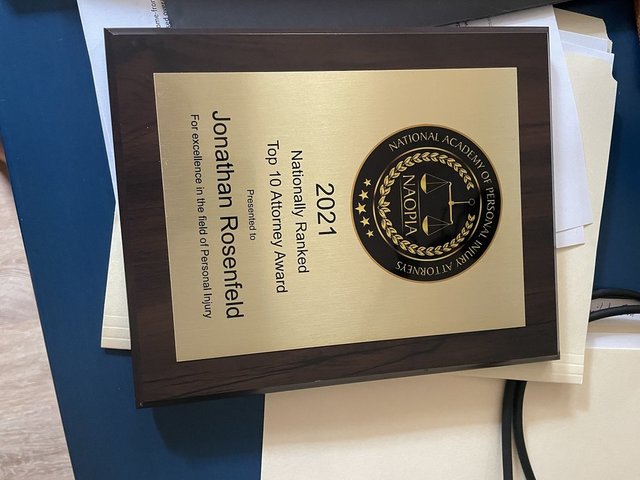 NATIONAL ACADEMY OF PERSONAL INJURY ATTORNEYS
NAOPIA
2021
Nationally Ranked
Top 10 Attorney Award
Presented to
Jonathan Rosenfeld
For excellence in the field of Personal Injury